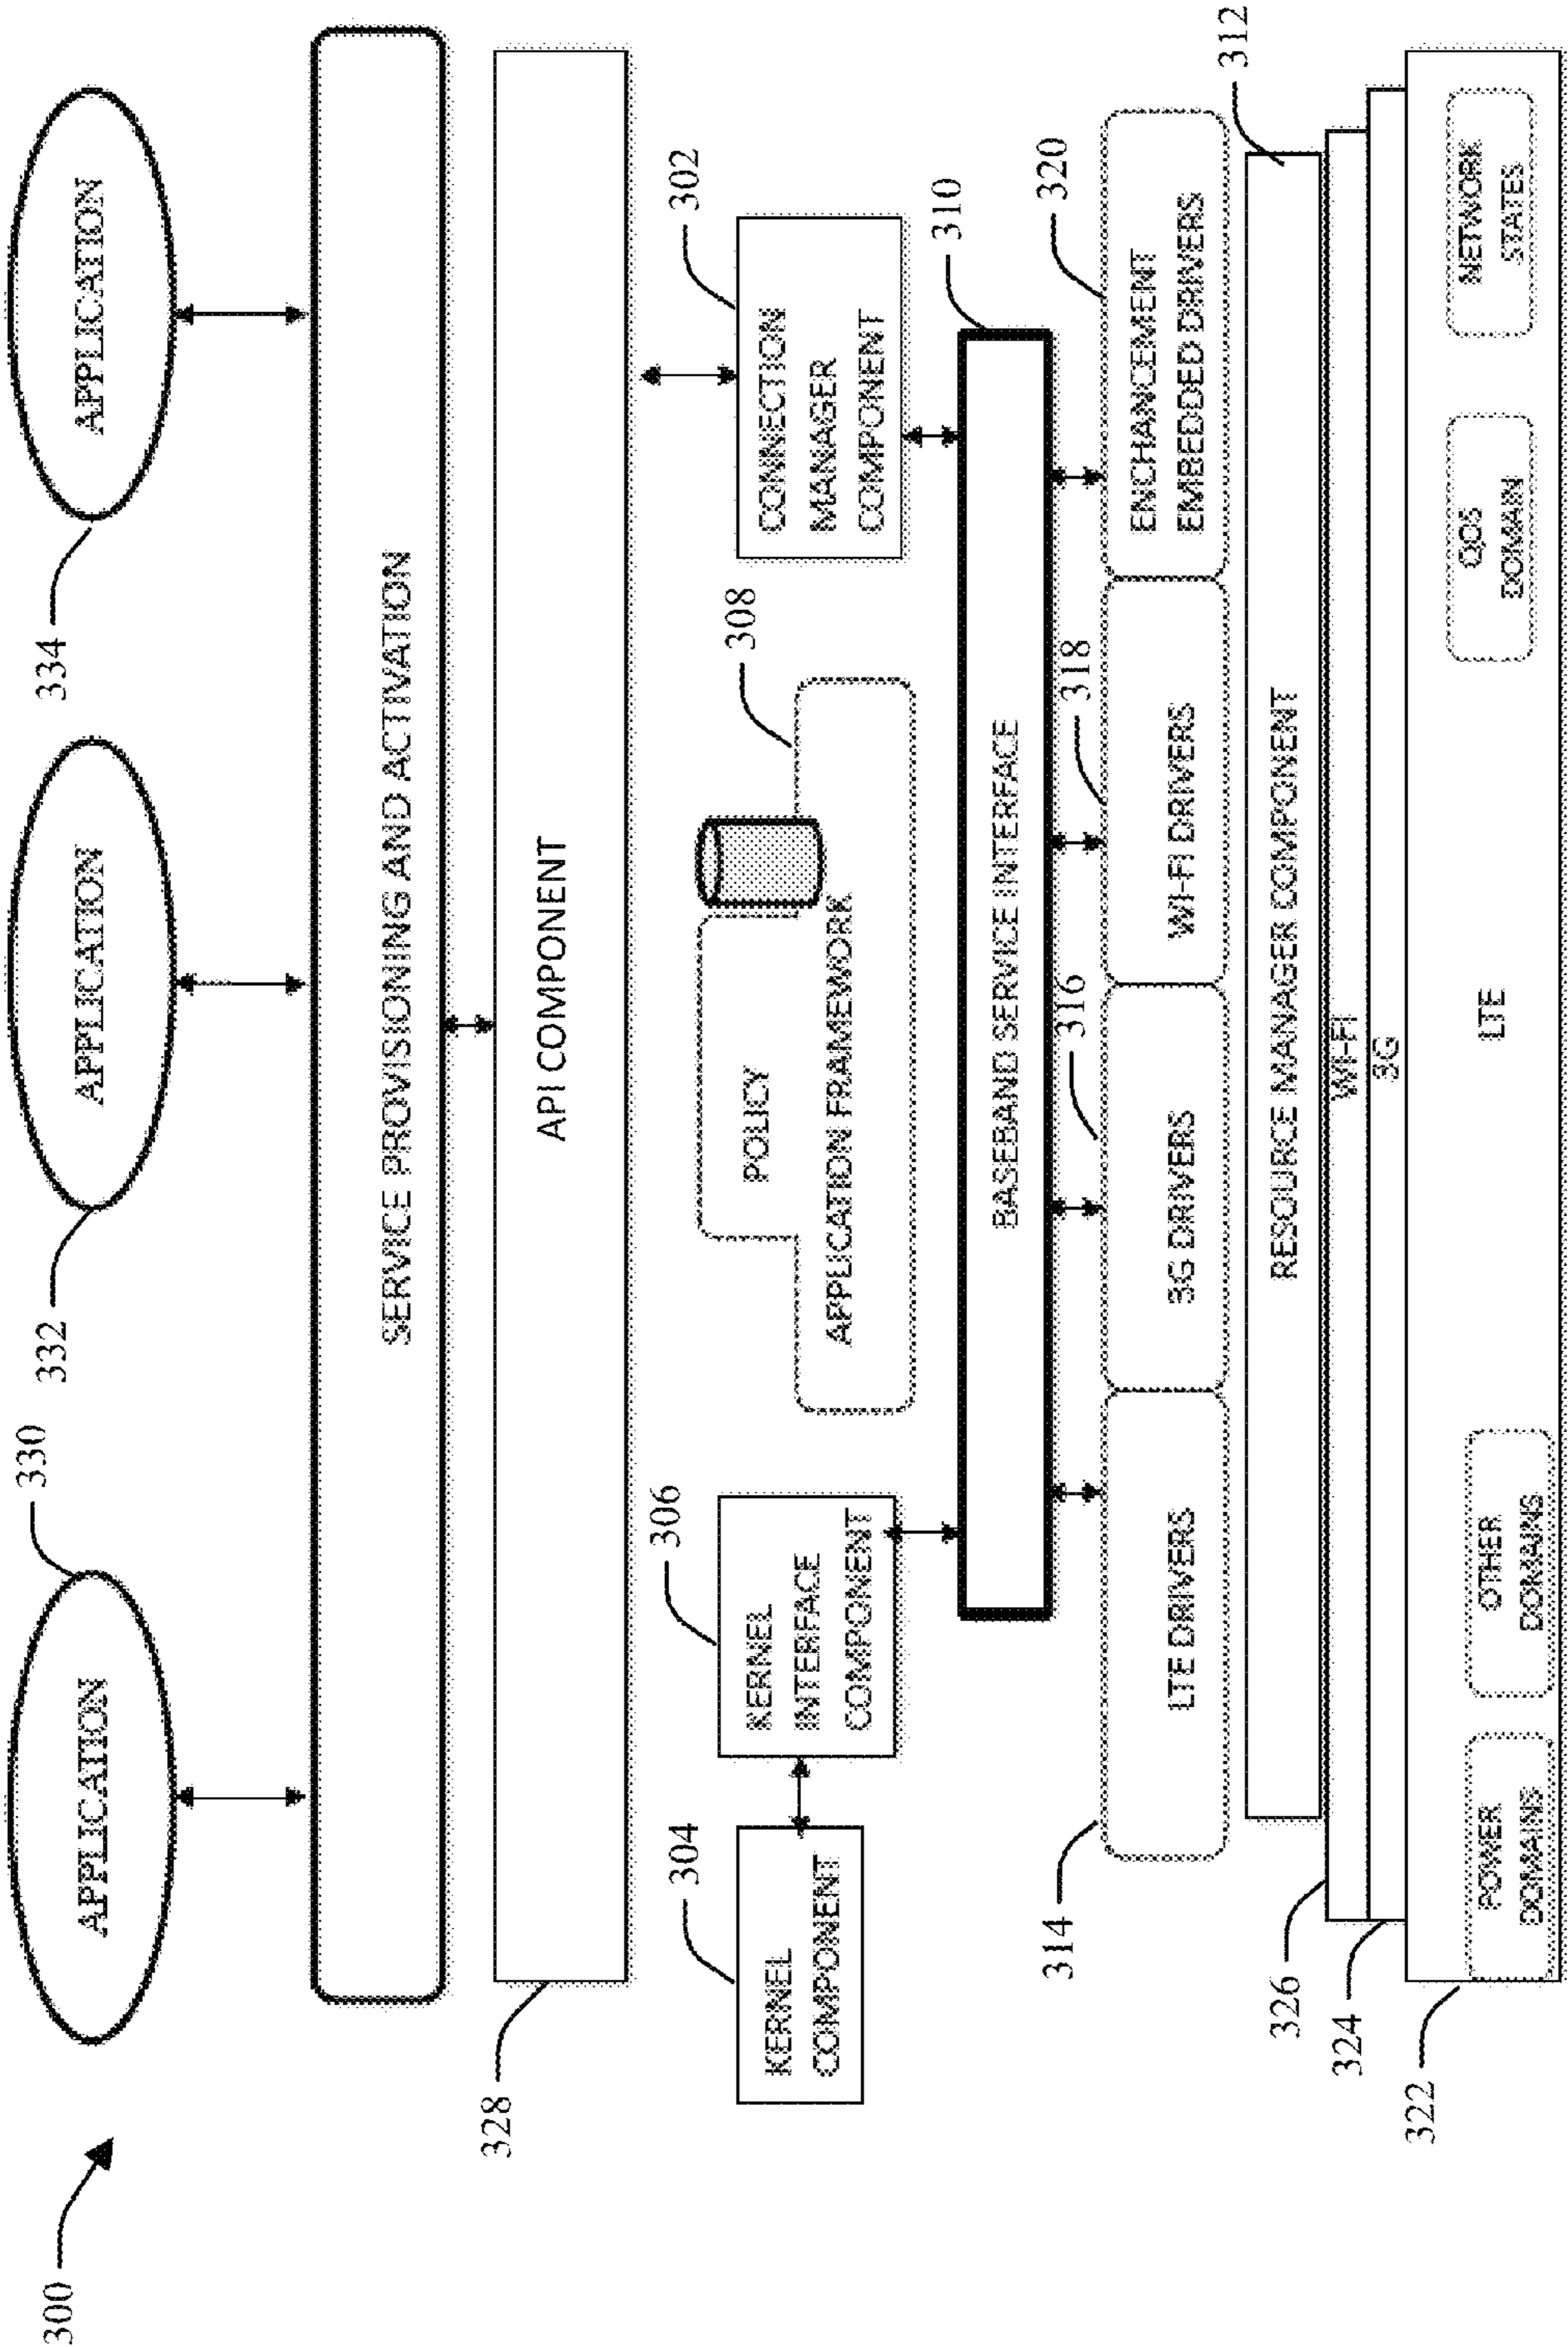 300
330
332
334
APPLICATION
APPLICATION
APPLICATION
SERVICE PROVISIONING AND ACTIVATION
328
API COMPONENT
304
KERNEL
COMPONENT
306
KERNEL
INTERFACE
COMPONENT
308
POLICY
APPLICATION FRAMEWORK
302
CONNECTION
MANAGER
COMPONENT
310
BASEBAND SERVICE INTERFACE
314
316
318
320
LTE DRIVERS
3G DRIVERS
WI-FI DRIVERS
ENCHANCEMENT
EMBEDDED DRIVERS
312
RESOURCE MANAGER COMPONENT
326
WI-FI
324
3G
322
LTE
POWER
DOMAINS
OTHER
DOMAINS
QOS
DOMAIN
NETWORK
STATES